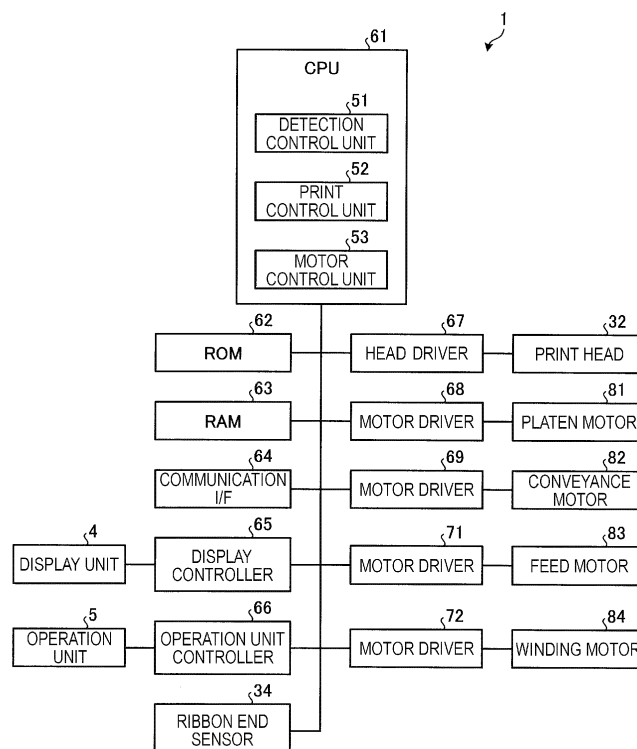 61
1
CPU
51
DETECTION
CONTROL UNIT
52
PRINT
CONTROL UNIT
53
MOTOR
CONTROL UNIT
62
ROM
67
HEAD DRIVER
32
PRINT HEAD
63
RAM
68
MOTOR DRIVER
81
PLATEN MOTOR
64
COMMUNICATION
I/F
69
MOTOR DRIVER
82
CONVEYANCE
MOTOR
4
DISPLAY UNIT
65
DISPLAY
CONTROLLER
71
MOTOR DRIVER
83
FEED MOTOR
5
OPERATION
UNIT
66
OPERATION UNIT
CONTROLLER
72
MOTOR DRIVER
84
WINDING MOTOR
34
RIBBON END
SENSOR